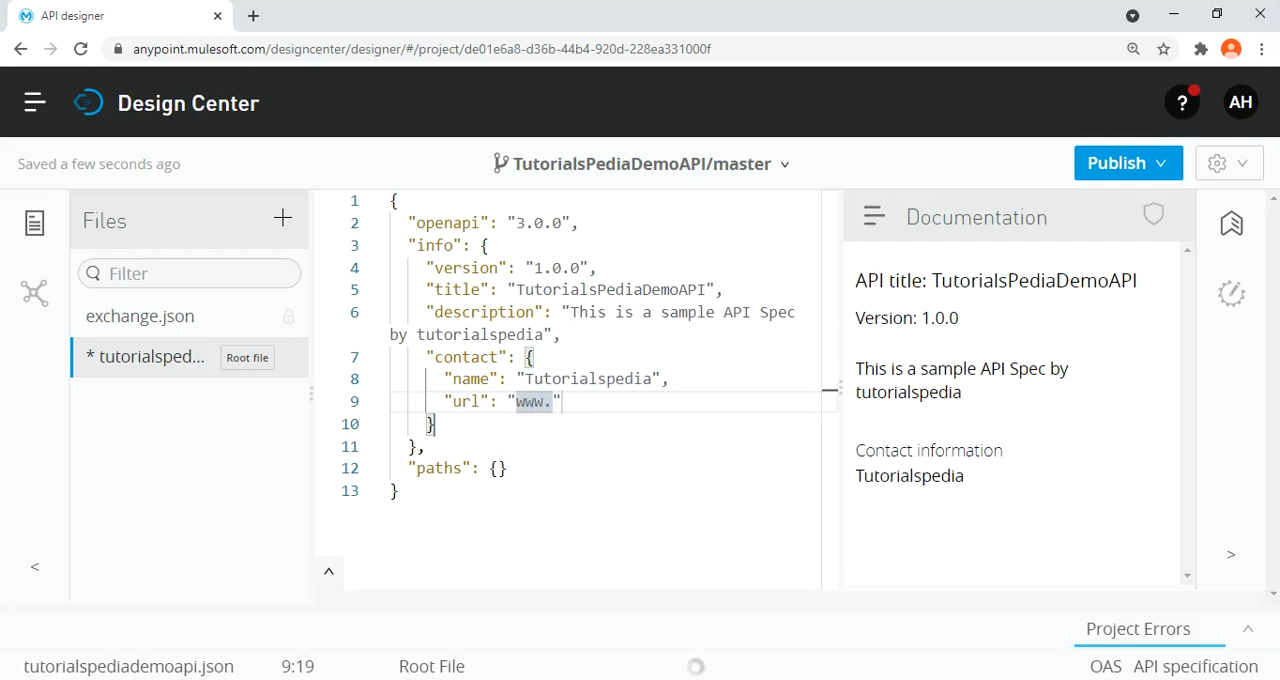 API designer
anypoint.mulesoft.com/designcenter/designer/#/project/de01e6a8-d36b-44b4-920d-228ea331000f
Design Center
?
AH
Saved a few seconds ago
TutorialsPediaDemoAPI/master
Publish
Files
Filter
exchange.json
* tutorialsped... Root file
1 {
2 "openapi": "3.0.0",
3 "info": {
4 "version": "1.0.0",
5 "title": "TutorialsPediaDemoAPI",
6 "description": "This is a sample API Spec
by tutorialspedia",
7 "contact": {
8 "name": "Tutorialspedia",
9 "url": "www."
10 }
11 },
12 "paths": {}
13 }
Documentation
API title: TutorialsPediaDemoAPI
Version: 1.0.0
This is a sample API Spec by
tutorialspedia
Contact information
Tutorialspedia
Project Errors
tutorialspediademoapi.json 9:19 Root File OAS API specification